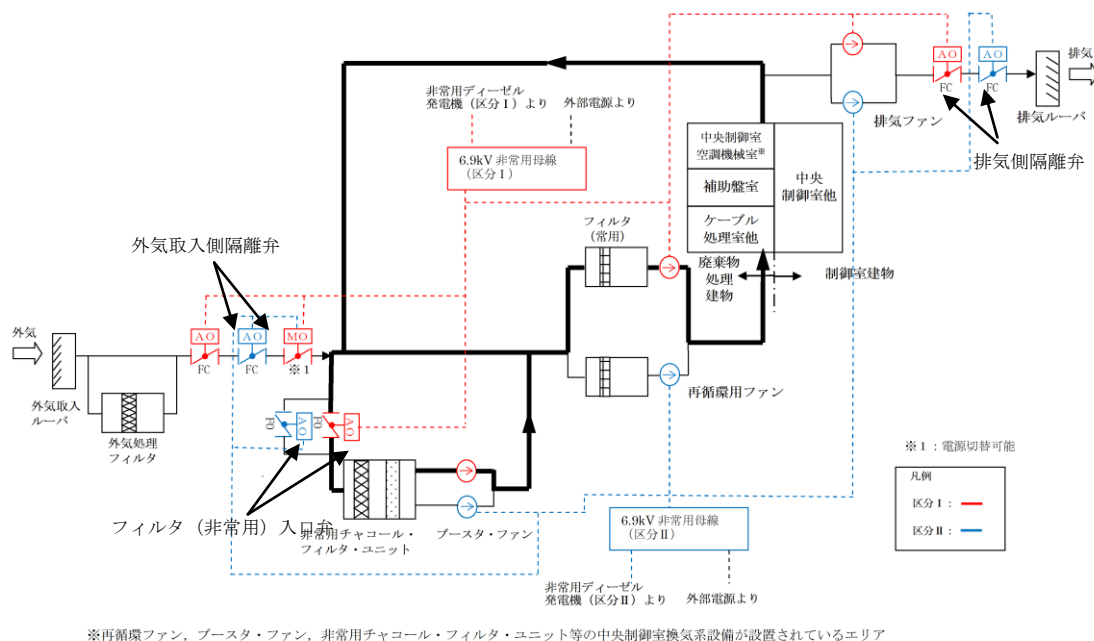 排気
AO
AO
FC
FC
排気ファン
排気ルーバ
排気側隔離弁
非常用ディーゼル
発電機（区分Ⅰ）より
外部電源より
6.9kV 非常用母線
（区分Ⅰ）
中央制御室
空調機械室※
補助盤室
ケーブル
処理室他
中央
制御室他
廃棄物
処理
建物
制御室建物
フィルタ
（常用）
外気取入側隔離弁
外気
AO
AO
MO
FC
FC
※1
外気取入
ルーバ
外気処理
フィルタ
再循環用ファン
FO
AO
FO
AO
フィルタ（非常用）入口弁
非常用チャコール・
フィルタ・ユニット
ブースタ・ファン
6.9kV 非常用母線
（区分Ⅱ）
非常用ディーゼル
発電機（区分Ⅱ）より
外部電源より
※1：電源切替可能
凡例
区分Ⅰ：
区分Ⅱ：
※再循環ファン，ブースタ・ファン，非常用チャコール・フィルタ・ユニット等の中央制御室換気系設備が設置されているエリア